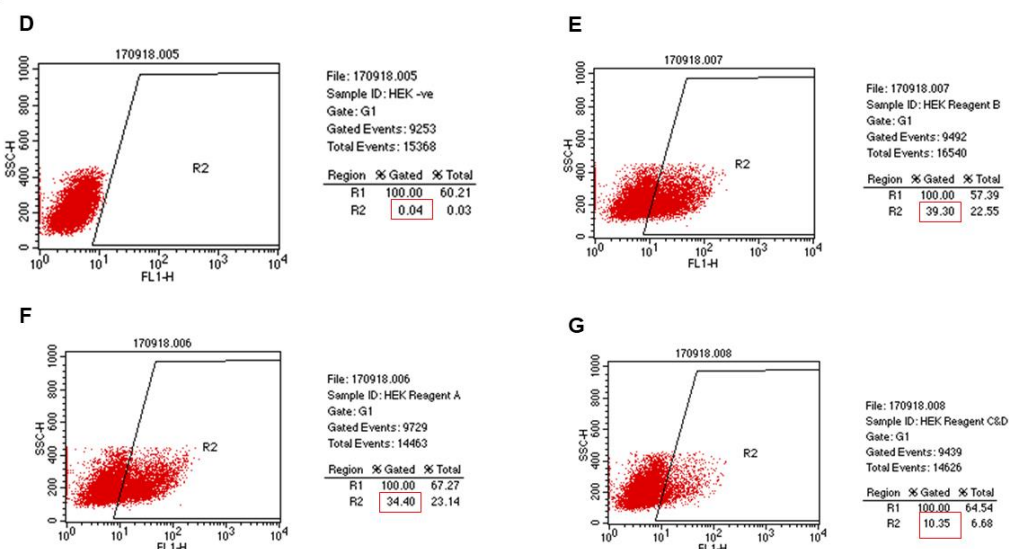 D
170918.005
1000
800
600
400
200
0
SSC-H
R2
10^0 10^1 10^2 10^3 10^4
FL1-H
File: 170918.005
Sample ID: HEK -ve
Gate: G1
Gated Events: 9253
Total Events: 15368
Region % Gated % Total
R1 100.00 60.21
R2 0.04 0.03
E
170918.007
1000
800
600
400
200
0
SSC-H
R2
10^0 10^1 10^2 10^3 10^4
FL1-H
File: 170918.007
Sample ID: HEK Reagent B
Gate: G1
Gated Events: 9492
Total Events: 16540
Region % Gated % Total
R1 100.00 57.39
R2 39.30 22.55
F
170918.006
1000
800
600
400
200
0
SSC-H
R2
10^0 10^1 10^2 10^3 10^4
FL1-H
File: 170918.006
Sample ID: HEK Reagent A
Gate: G1
Gated Events: 9729
Total Events: 14463
Region % Gated % Total
R1 100.00 67.27
R2 34.40 23.14
G
170918.008
1000
800
600
400
200
0
SSC-H
R2
10^0 10^1 10^2 10^3 10^4
FL1-H
File: 170918.008
Sample ID: HEK Reagent C&D
Gate: G1
Gated Events: 9439
Total Events: 14626
Region % Gated % Total
R1 100.00 64.54
R2 10.35 6.68